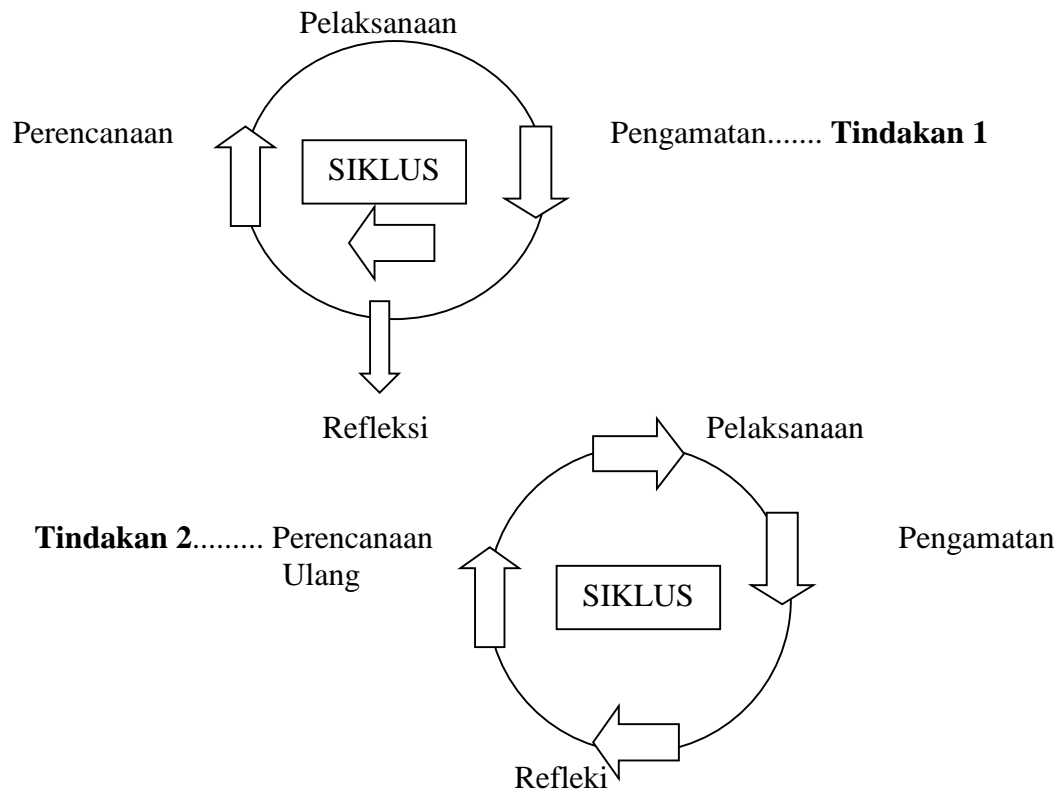 Pelaksanaan
Perencanaan
Pengamatan....... Tindakan 1
SIKLUS
Refleksi
Pelaksanaan
Tindakan 2......... Perencanaan
Ulang
Pengamatan
SIKLUS
Refleki